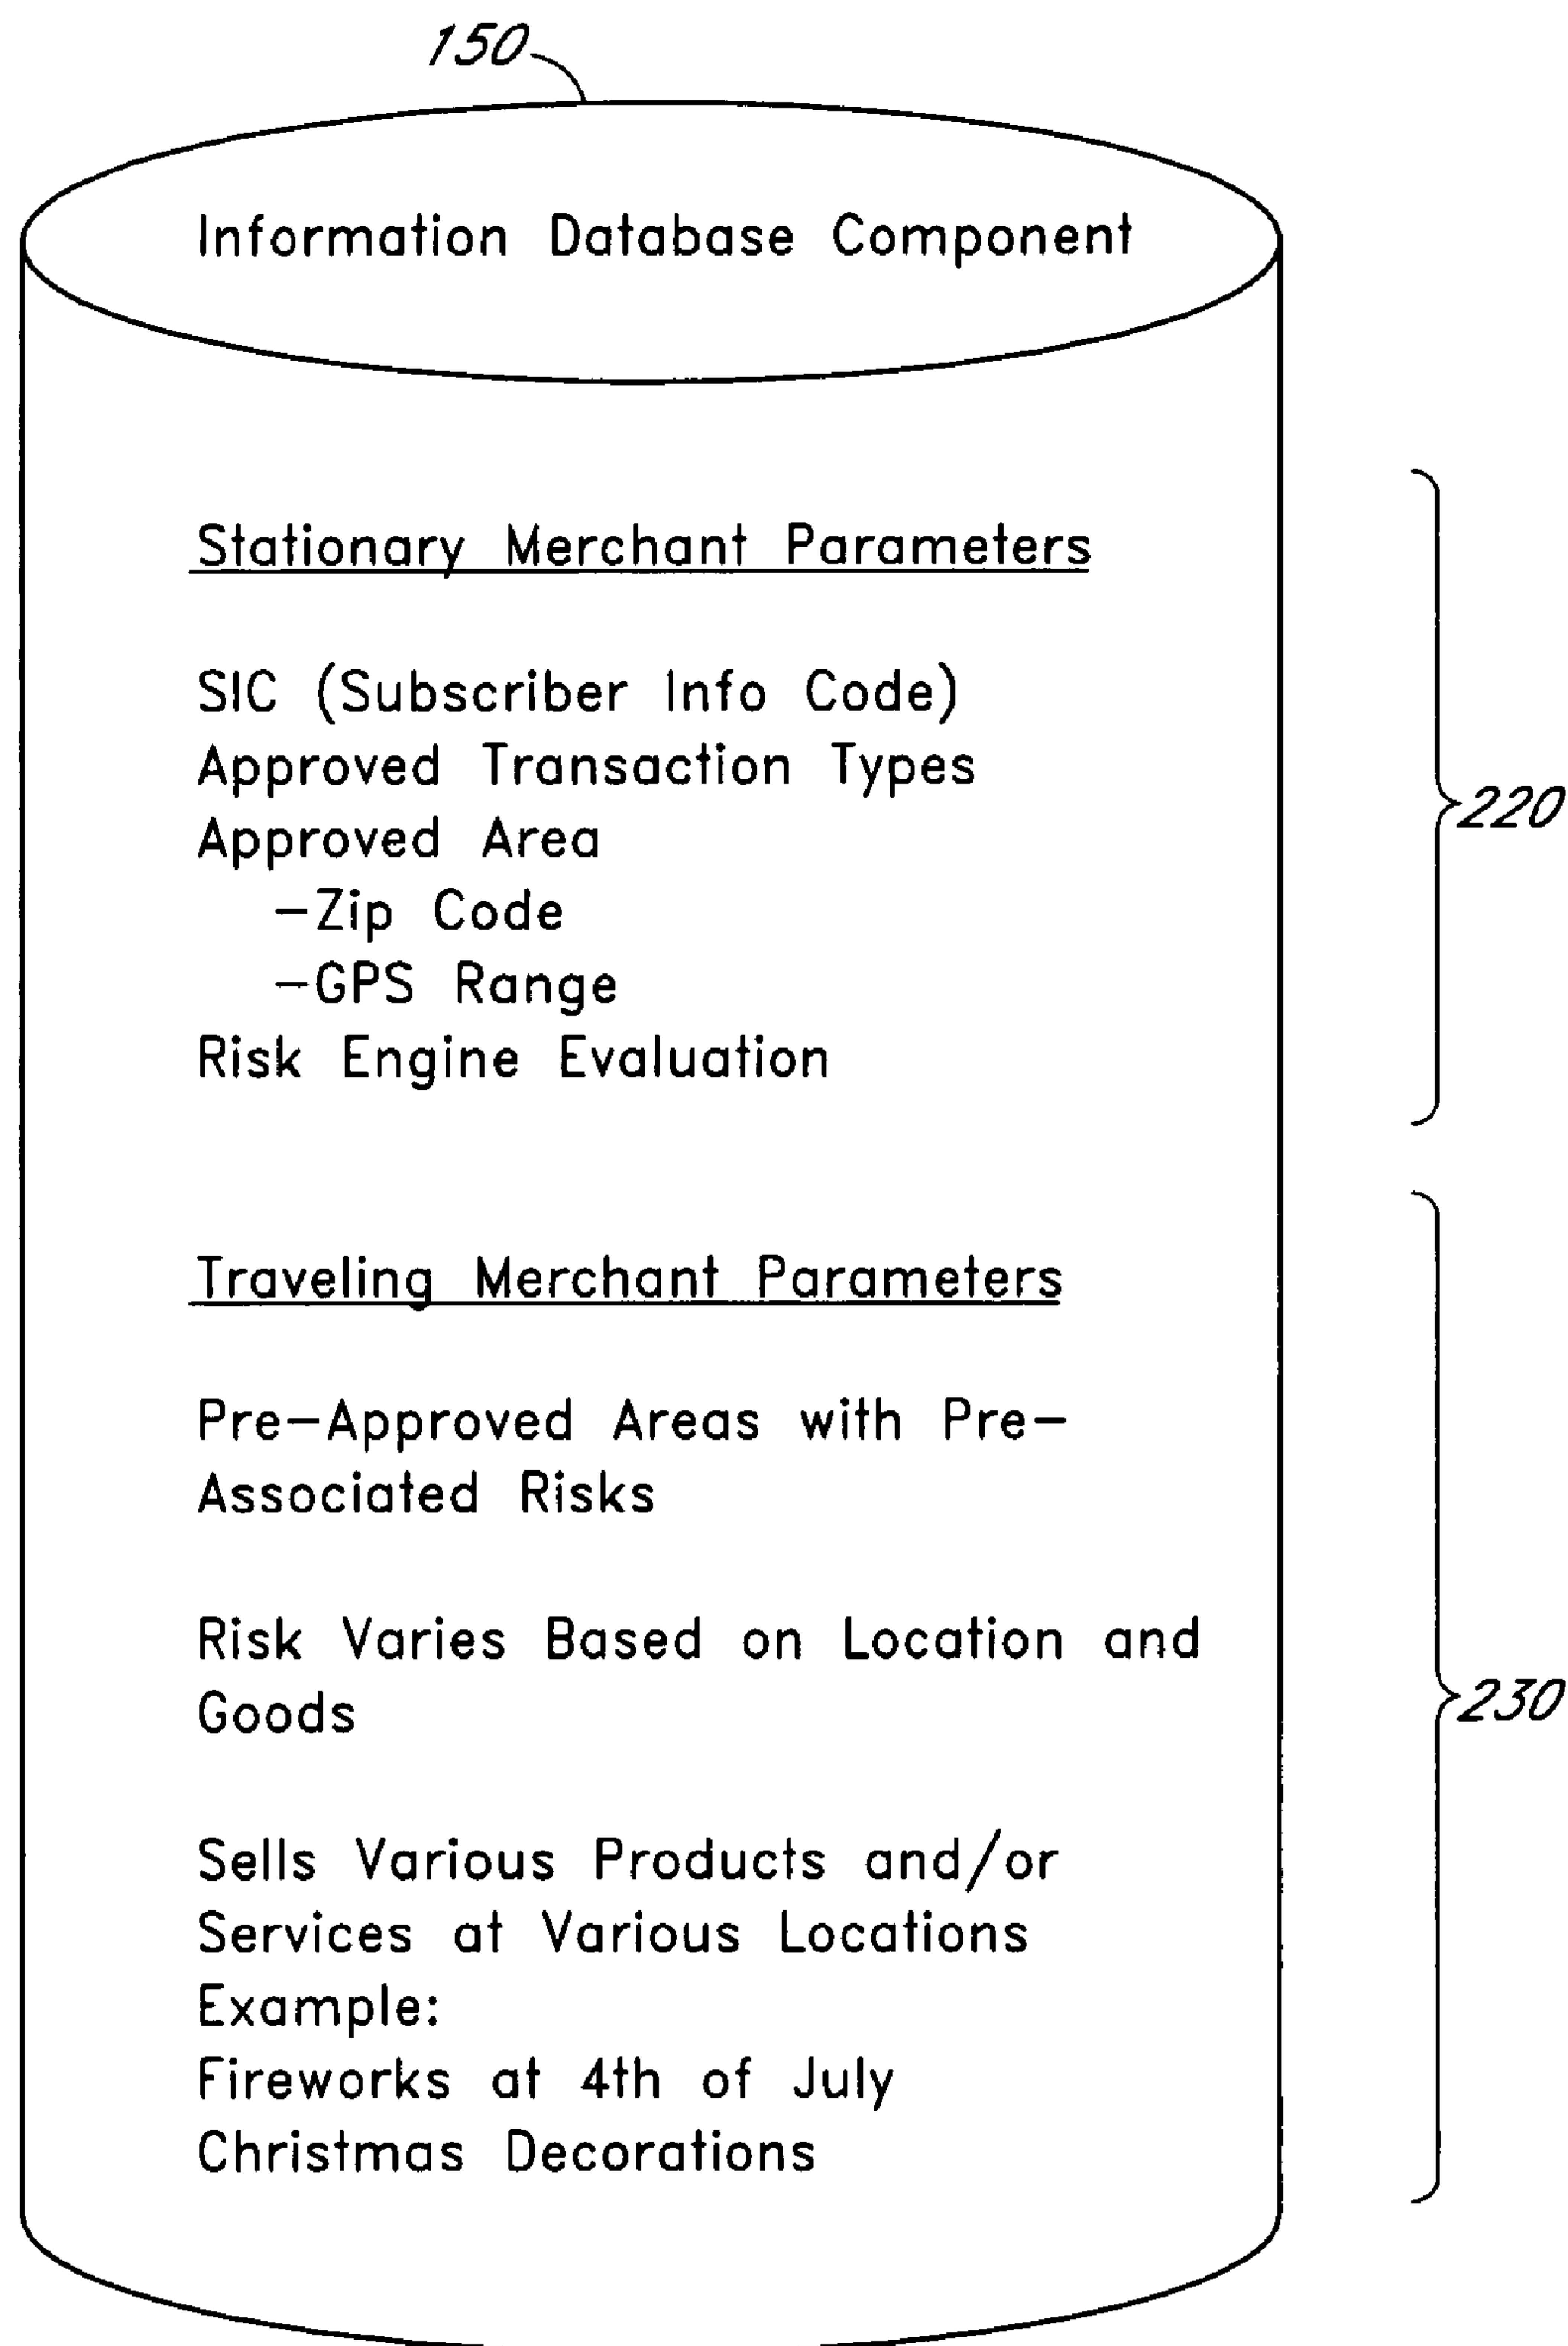 150
Information Database Component
Stationary Merchant Parameters
SIC (Subscriber Info Code)
Approved Transaction Types
Approved Area
-Zip Code
-GPS Range
Risk Engine Evaluation
220
Traveling Merchant Parameters
Pre-Approved Areas with Pre-
Associated Risks
Risk Varies Based on Location and
Goods
Sells Various Products and/or
Services at Various Locations
Example:
Fireworks at 4th of July
Christmas Decorations
230